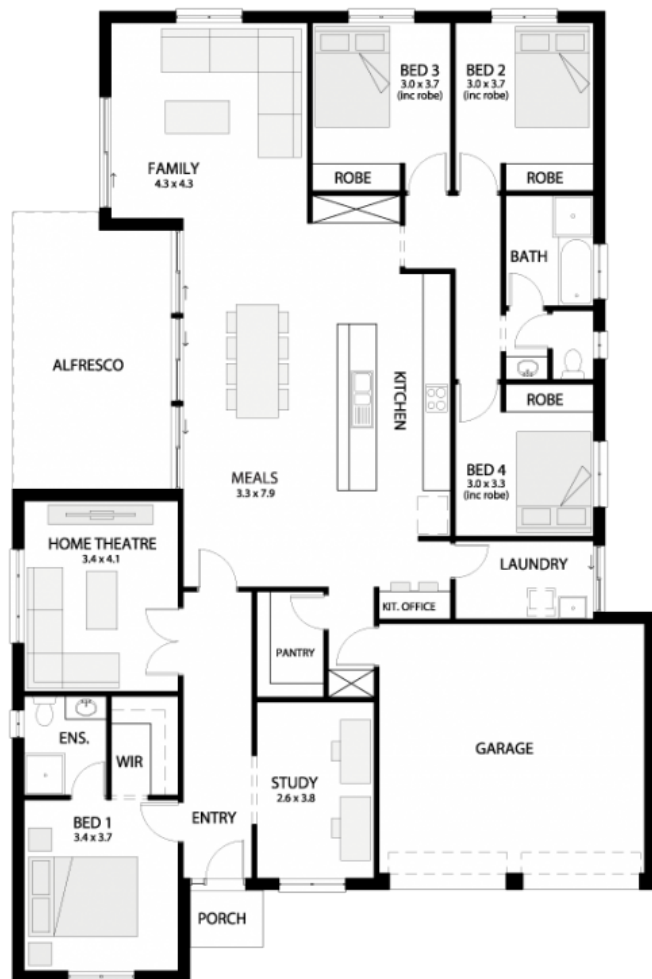 BED 3
3.0 x 3.7
(inc robe)
BED 2
3.0 x 3.7
(inc robe)
FAMILY
4.3 x 4.3
ROBE
ROBE
BATH
ALFRESCO
KITCHEN
ROBE
MEALS
3.3 x 7.9
BED 4
3.0 x 3.3
(inc robe)
HOME THEATRE
3.4 x 4.1
LAUNDRY
KIT. OFFICE
PANTRY
ENS.
WIR
GARAGE
STUDY
2.6 x 3.8
BED 1
3.4 x 3.7
ENTRY
PORCH